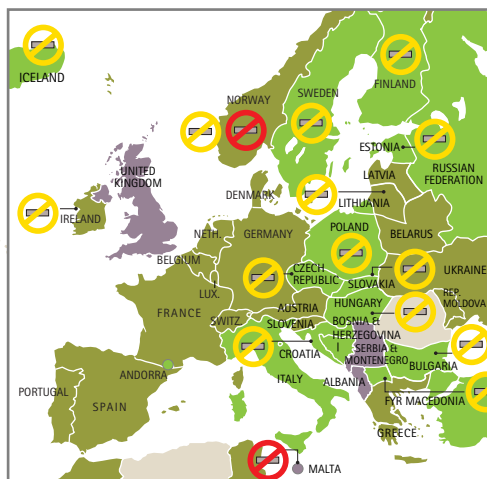 ICELAND
FINLAND
SWEDEN
NORWAY
ESTONIA
RUSSIAN
FEDERATION
LATVIA
UNITED
KINGDOM
DENMARK
LITHUANIA
IRELAND
POLAND
BELARUS
NETH.
GERMANY
BELGIUM
CZECH
REPUBLIC
UKRAINE
SLOVAKIA
LUX.
REP.
MOLDOVA
AUSTRIA
HUNGARY
FRANCE
SWITZ.
SLOVENIA
BOSNIA &
HERZEGOVINA
CROATIA
SERBIA &
MONTENEGRO
BULGARIA
ANDORRA
ITALY
ALBANIA
PORTUGAL
SPAIN
FYR MACEDONIA
GREECE
MALTA